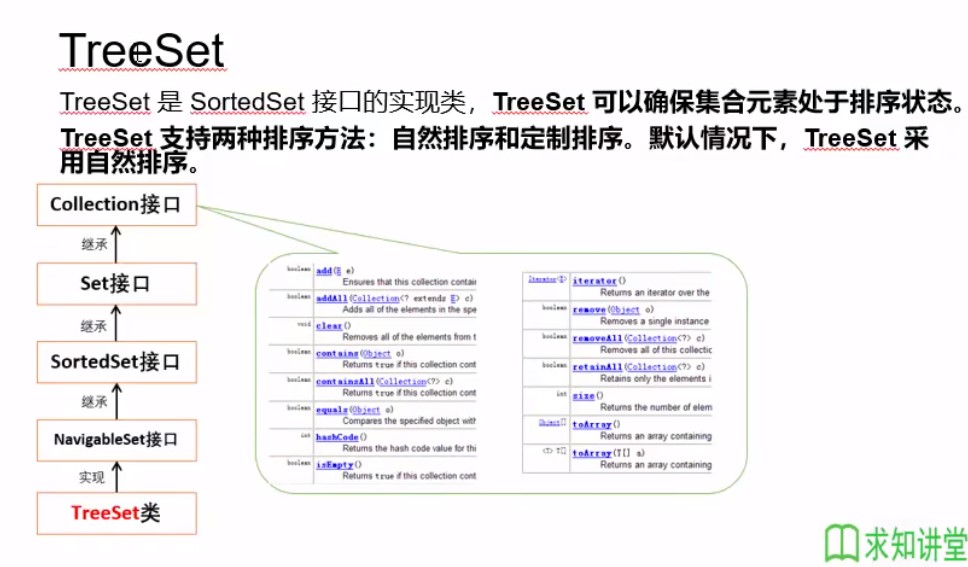 TreeSet
TreeSet 是 SortedSet 接口的实现类，TreeSet 可以确保集合元素处于排序状态。
TreeSet 支持两种排序方法：自然排序和定制排序。默认情况下，TreeSet 采
用自然排序。
Collection接口
继承
Set接口
继承
SortedSet接口
继承
NavigableSet接口
实现
TreeSet类
boolean add(E e)
Ensures that this collection contai
boolean addAll(Collection<? extends E> c)
Adds all of the elements in the spe
void clear()
Removes all of the elements from t
boolean contains(Object o)
Returns true if this collection cont
boolean containsAll(Collection<?> c)
Returns true if this collection cont
boolean equals(Object o)
Compares the specified object with
int hashCode()
Returns the hash code value for thi
boolean isEmpty()
Returns true if this collection cont
Iterator<E> iterator()
Returns an iterator over the
boolean remove(Object o)
Removes a single instance
boolean removeAll(Collection<?> c)
Removes all of this collectic
boolean retainAll(Collection<?> c)
Retains only the elements i
int size()
Returns the number of elem
Object[] toArray()
Returns an array containing
<T> T[] toArray(T[] a)
Returns an array containing
求知讲堂